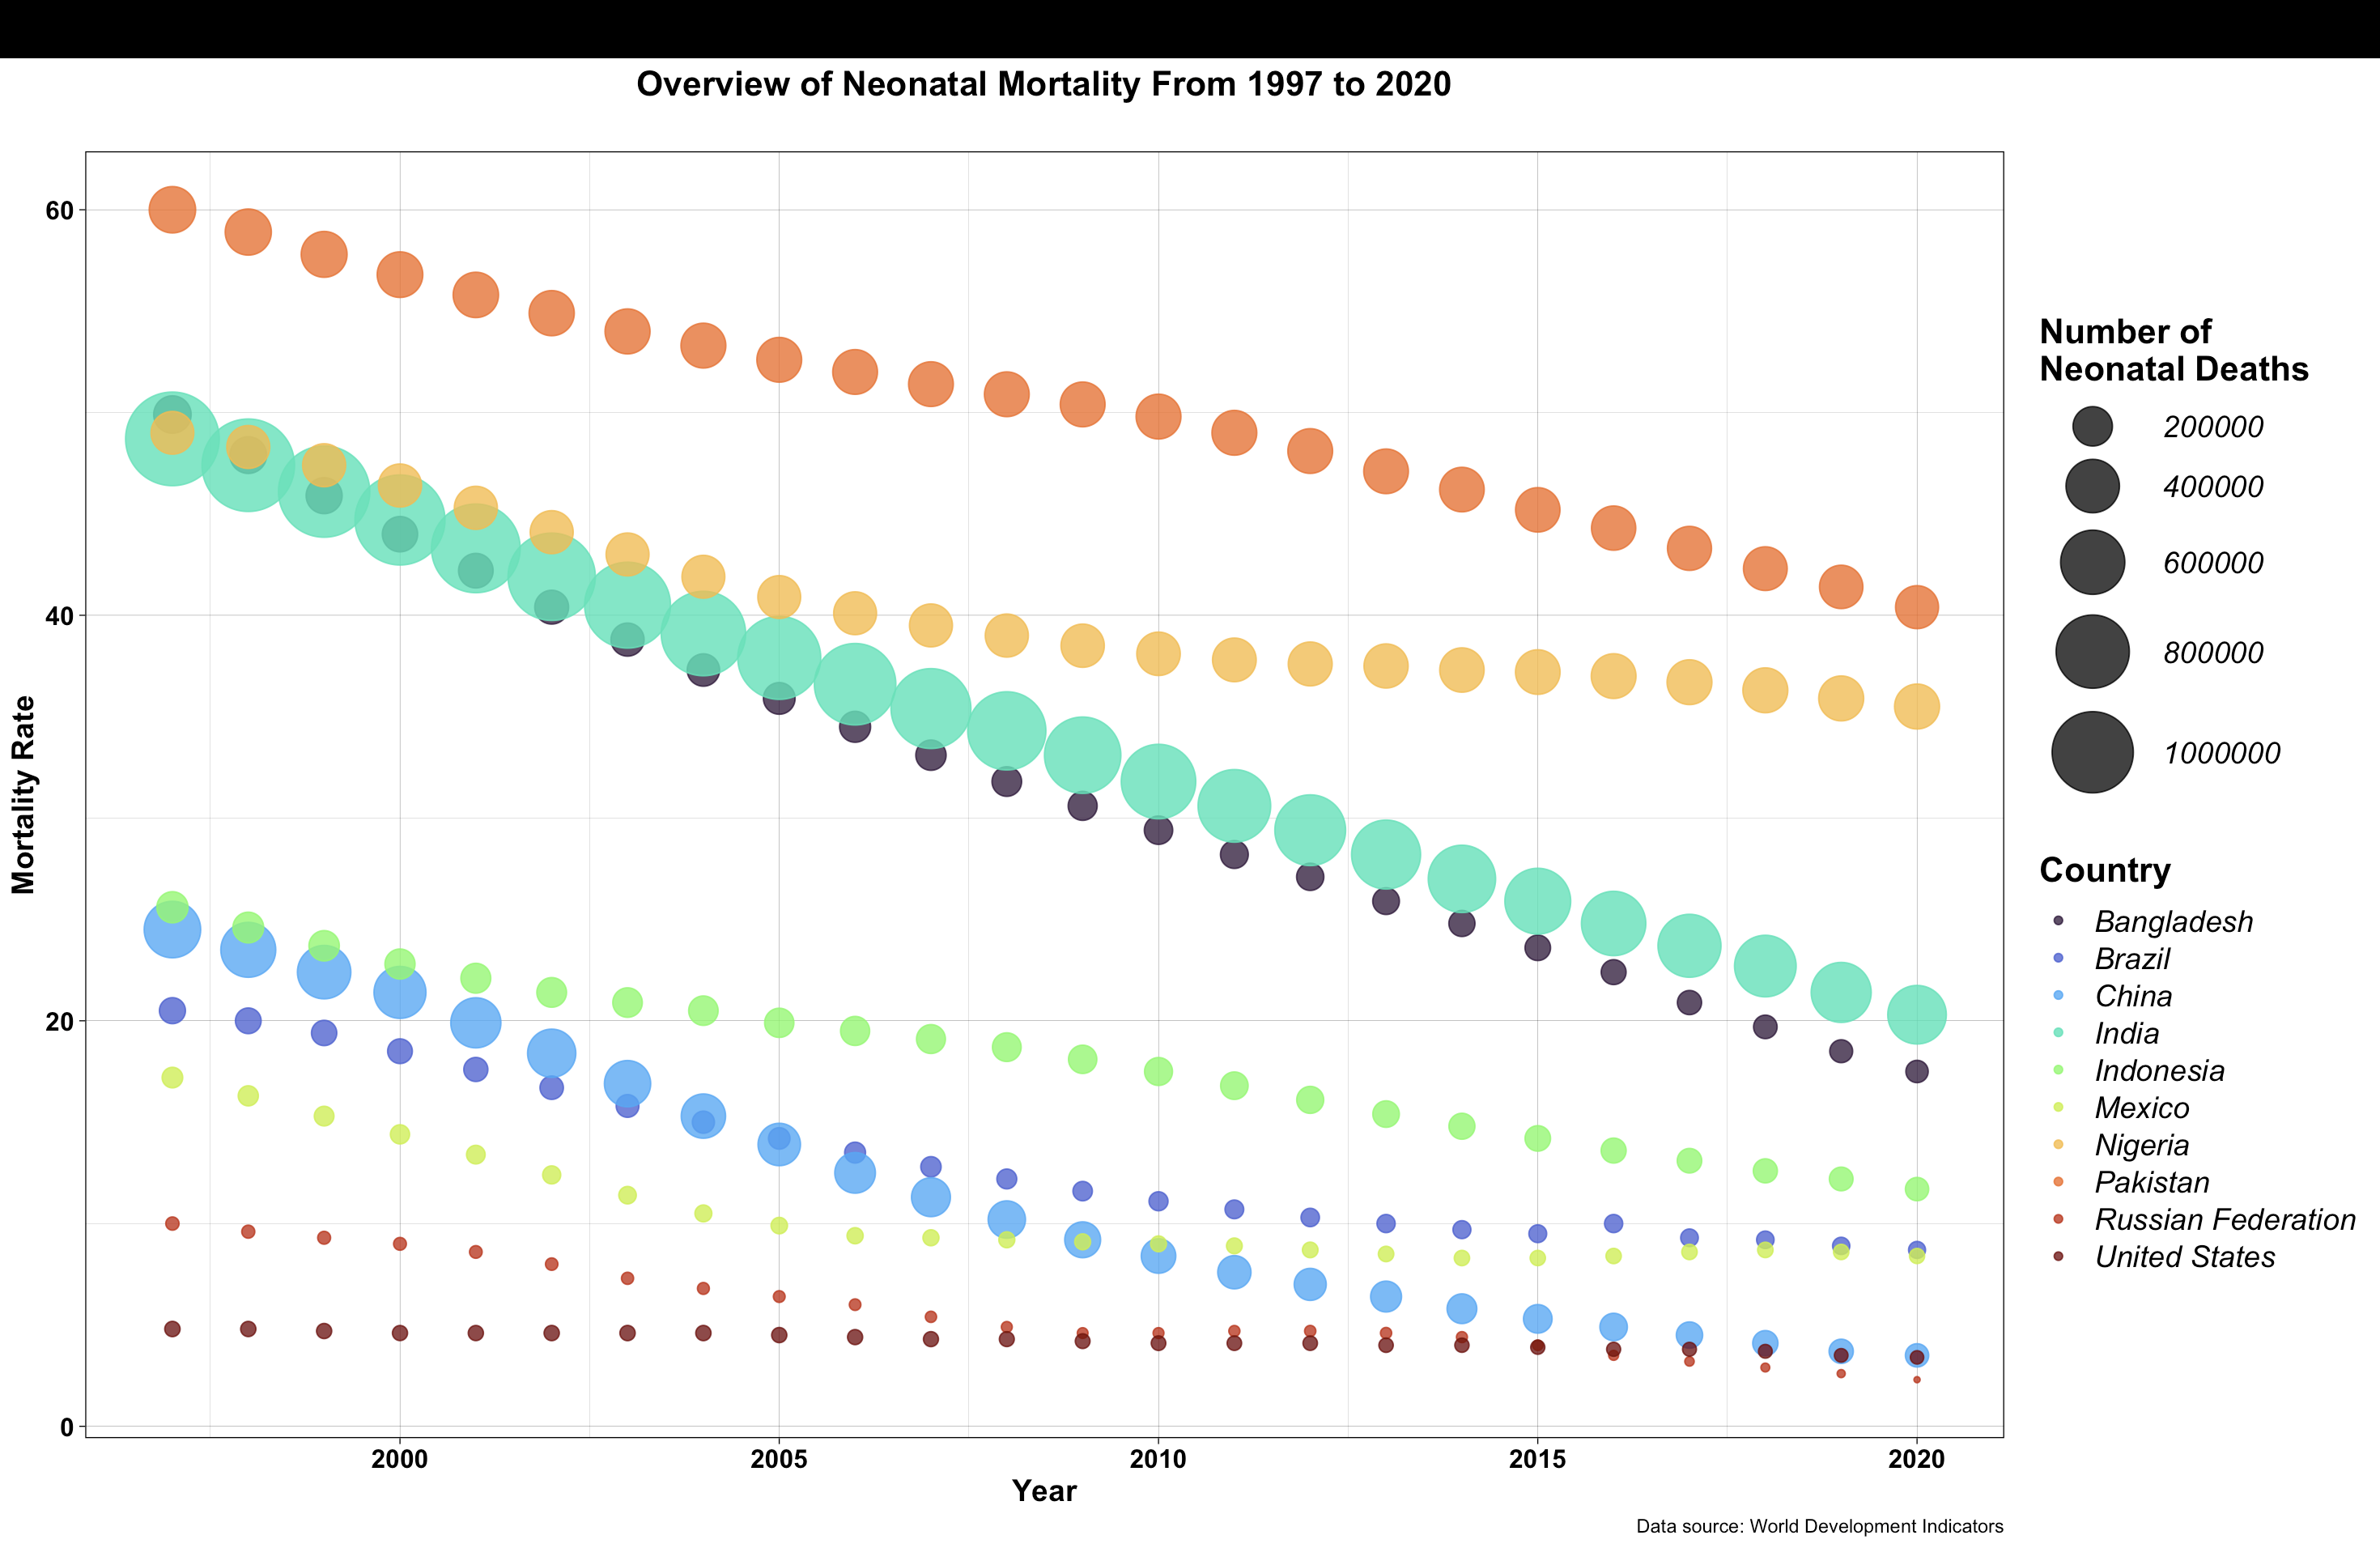 Overview of Neonatal Mortality From 1997 to 2020
60
40
20
0
Mortality Rate
2000
2005
2010
2015
2020
Year
Number of
Neonatal Deaths
200000
400000
600000
800000
1000000
Country
Bangladesh
Brazil
China
India
Indonesia
Mexico
Nigeria
Pakistan
Russian Federation
United States
Data source: World Development Indicators